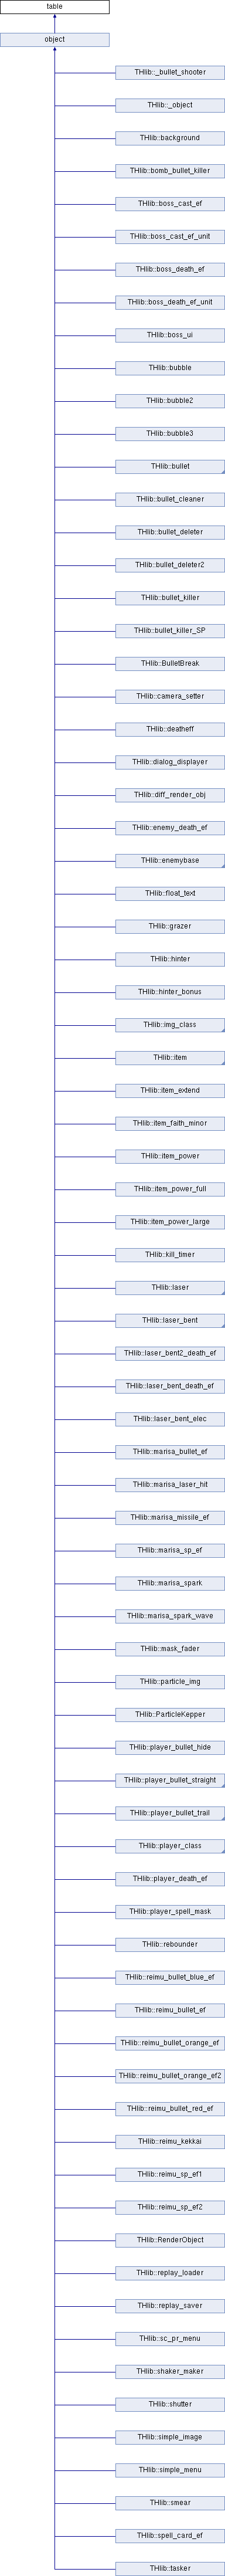 table
object
THlib::_bullet_shooter
THlib::_object
THlib::background
THlib::bomb_bullet_killer
THlib::boss_cast_ef
THlib::boss_cast_ef_unit
THlib::boss_death_ef
THlib::boss_death_ef_unit
THlib::boss_ui
THlib::bubble
THlib::bubble2
THlib::bubble3
THlib::bullet
THlib::bullet_cleaner
THlib::bullet_deleter
THlib::bullet_deleter2
THlib::bullet_killer
THlib::bullet_killer_SP
THlib::BulletBreak
THlib::camera_setter
THlib::deatheff
THlib::dialog_displayer
THlib::diff_render_obj
THlib::enemy_death_ef
THlib::enemybase
THlib::float_text
THlib::grazer
THlib::hinter
THlib::hinter_bonus
THlib::img_class
THlib::item
THlib::item_extend
THlib::item_faith_minor
THlib::item_power
THlib::item_power_full
THlib::item_power_large
THlib::kill_timer
THlib::laser
THlib::laser_bent
THlib::laser_bent2_death_ef
THlib::laser_bent_death_ef
THlib::laser_bent_elec
THlib::marisa_bullet_ef
THlib::marisa_laser_hit
THlib::marisa_missile_ef
THlib::marisa_sp_ef
THlib::marisa_spark
THlib::marisa_spark_wave
THlib::mask_fader
THlib::particle_img
THlib::ParticleKepper
THlib::player_bullet_hide
THlib::player_bullet_straight
THlib::player_bullet_trail
THlib::player_class
THlib::player_death_ef
THlib::player_spell_mask
THlib::rebounder
THlib::reimu_bullet_blue_ef
THlib::reimu_bullet_ef
THlib::reimu_bullet_orange_ef
THlib::reimu_bullet_orange_ef2
THlib::reimu_bullet_red_ef
THlib::reimu_kekkai
THlib::reimu_sp_ef1
THlib::reimu_sp_ef2
THlib::RenderObject
THlib::replay_loader
THlib::replay_saver
THlib::sc_pr_menu
THlib::shaker_maker
THlib::shutter
THlib::simple_image
THlib::simple_menu
THlib::smear
THlib::spell_card_ef
THlib::tasker